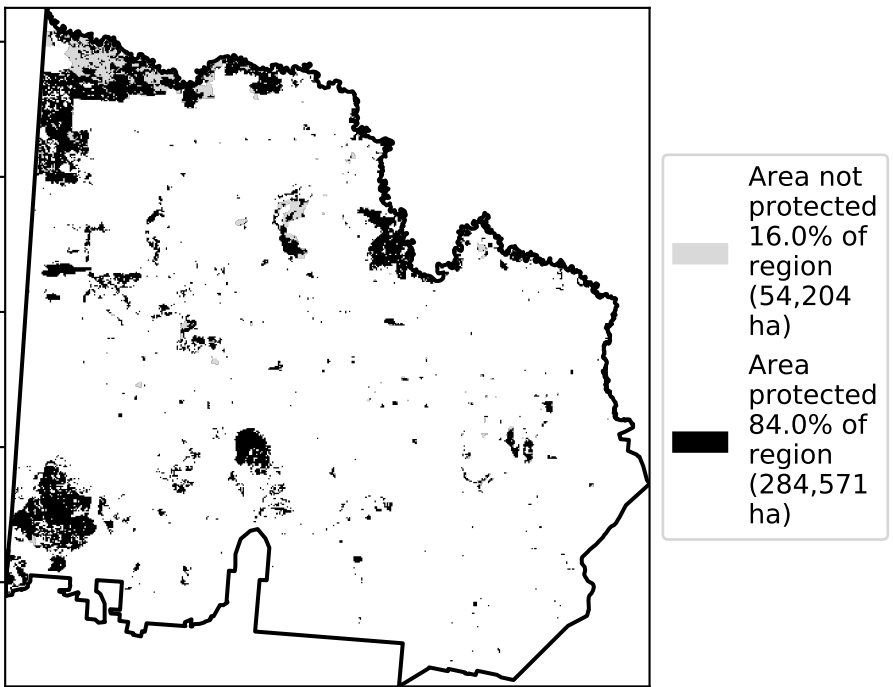 Area not
protected
16.0% of
region
(54,204
ha)
Area
protected
84.0% of
region
(284,571
ha)